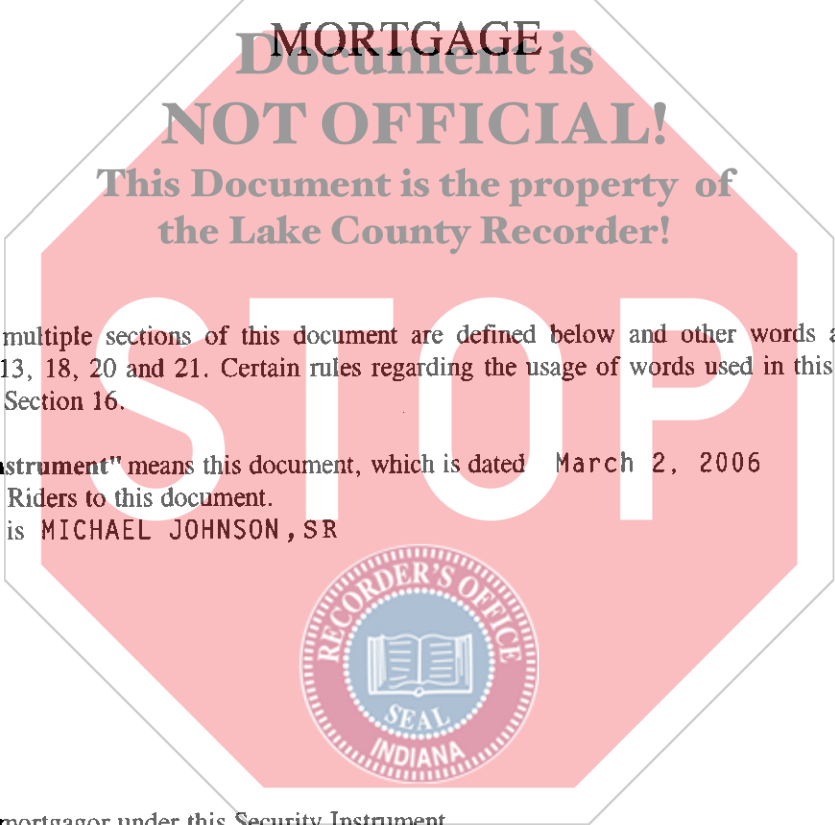 MORTGAGE
Document is
NOT OFFICIAL!
This Document is the property of
the Lake County Recorder!
multiple sections of this document are defined below and other words a
13, 18, 20 and 21. Certain rules regarding the usage of words used in this
Section 16.
nstrument" means this document, which is dated March 2, 2006
Riders to this document.
is MICHAEL JOHNSON,SR
STOP
RECORDER'S OFFICE
SEAL
INDIANA
mortgagor under this Security Instrument